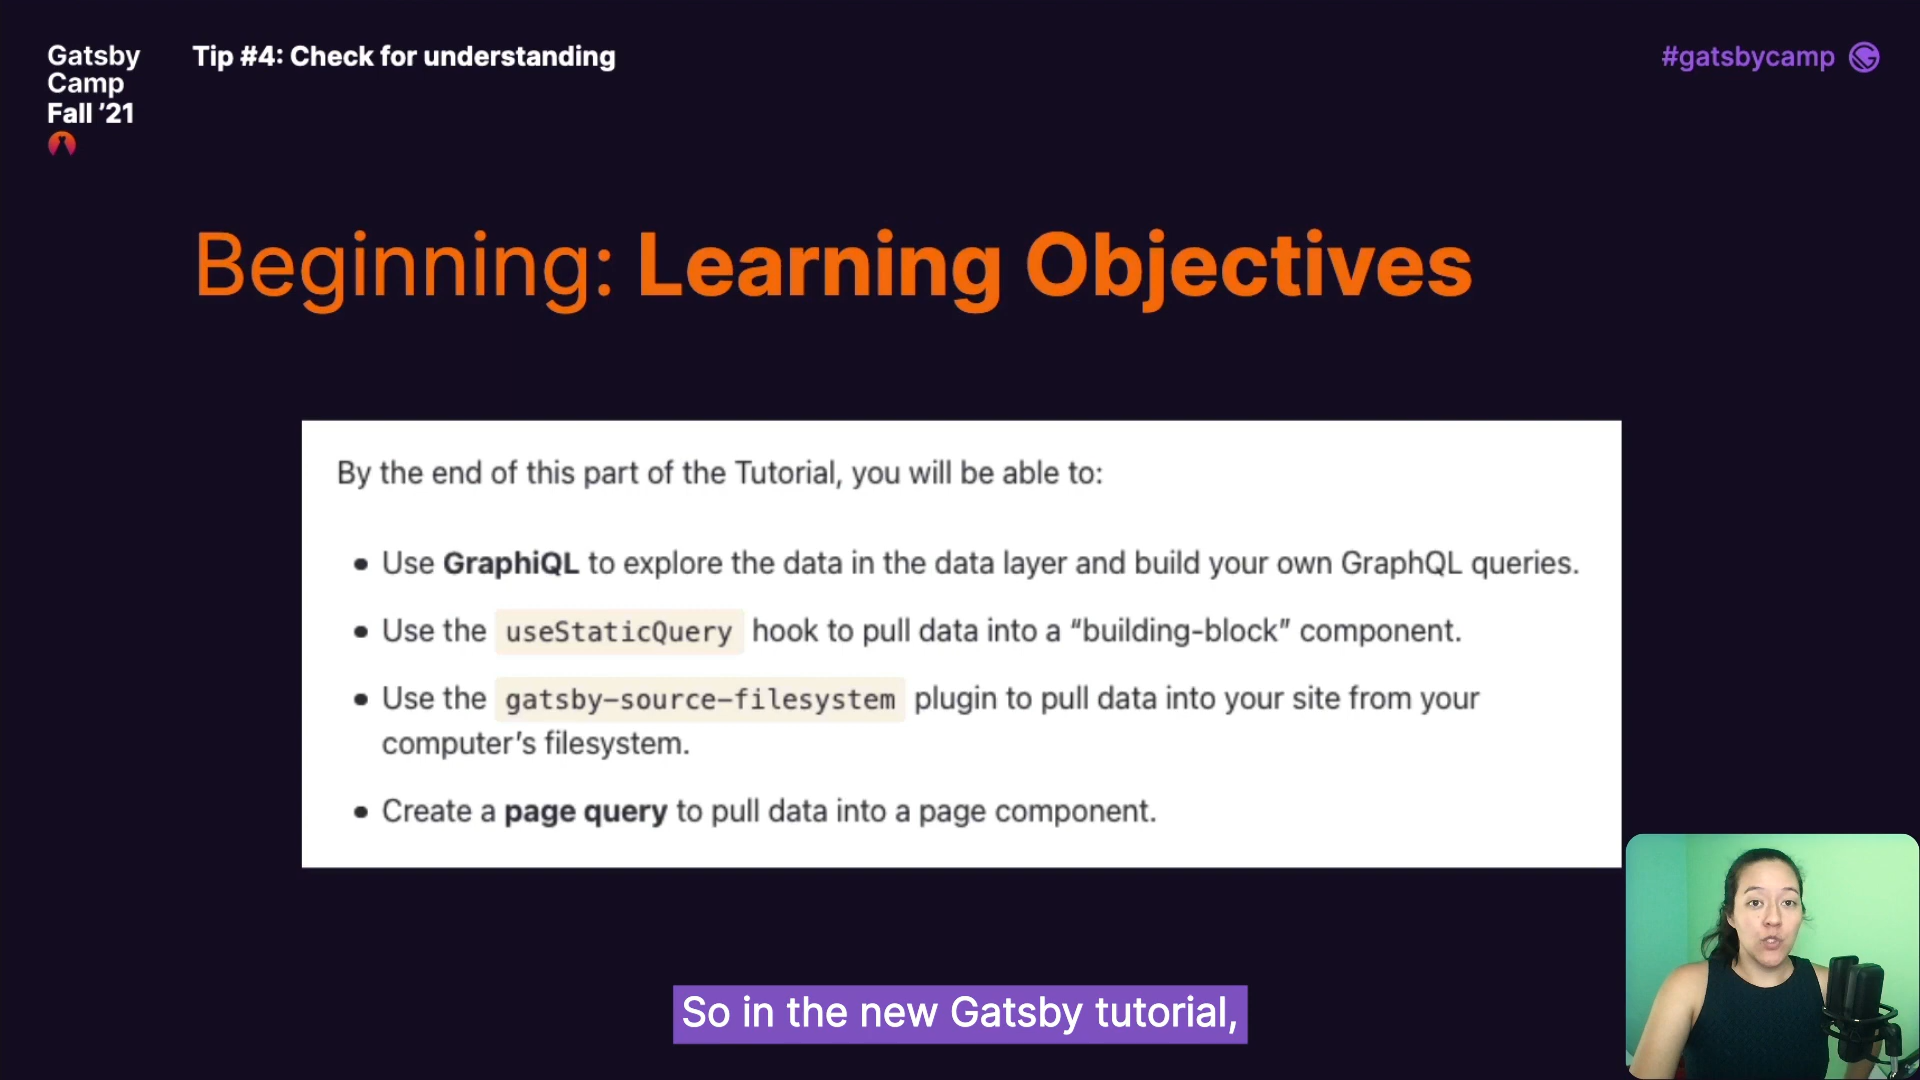 Gatsby
Camp
Fall ’21
Tip #4: Check for understanding
#gatsbycamp
Beginning: Learning Objectives
By the end of this part of the Tutorial, you will be able to:
• Use GraphiQL to explore the data in the data layer and build your own GraphQL queries.
• Use the useStaticQuery hook to pull data into a “building-block” component.
• Use the gatsby-source-filesystem plugin to pull data into your site from your
computer’s filesystem.
• Create a page query to pull data into a page component.
So in the new Gatsby tutorial,